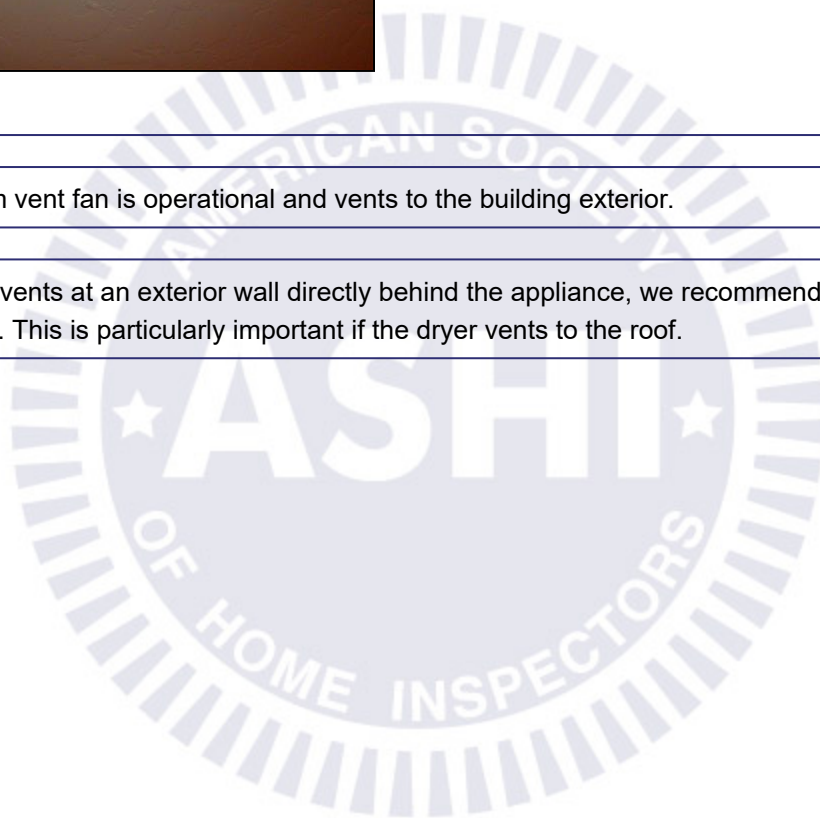 AMERICAN SOCIETY
vent fan is operational and vents to the building exterior.
vents at an exterior wall directly behind the appliance, we recommend
. This is particularly important if the dryer vents to the roof.
ASHI
OF HOME INSPECTORS